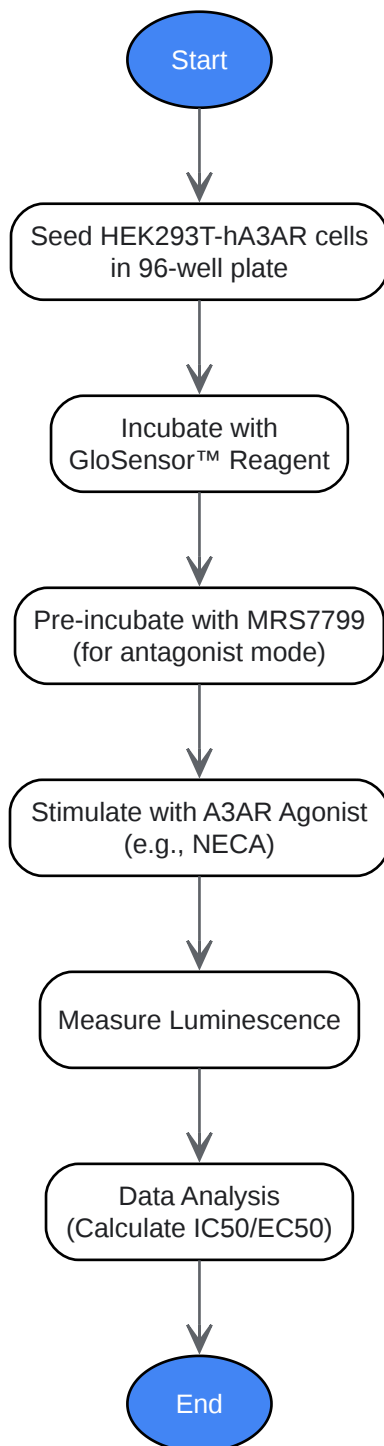 Start
Seed HEK293T-hA3AR cells
in 96-well plate
Incubate with
GloSensor™ Reagent
Pre-incubate with MRS7799
(for antagonist mode)
Stimulate with A3AR Agonist
(e.g., NECA)
Measure Luminescence
Data Analysis
(Calculate IC50/EC50)
End